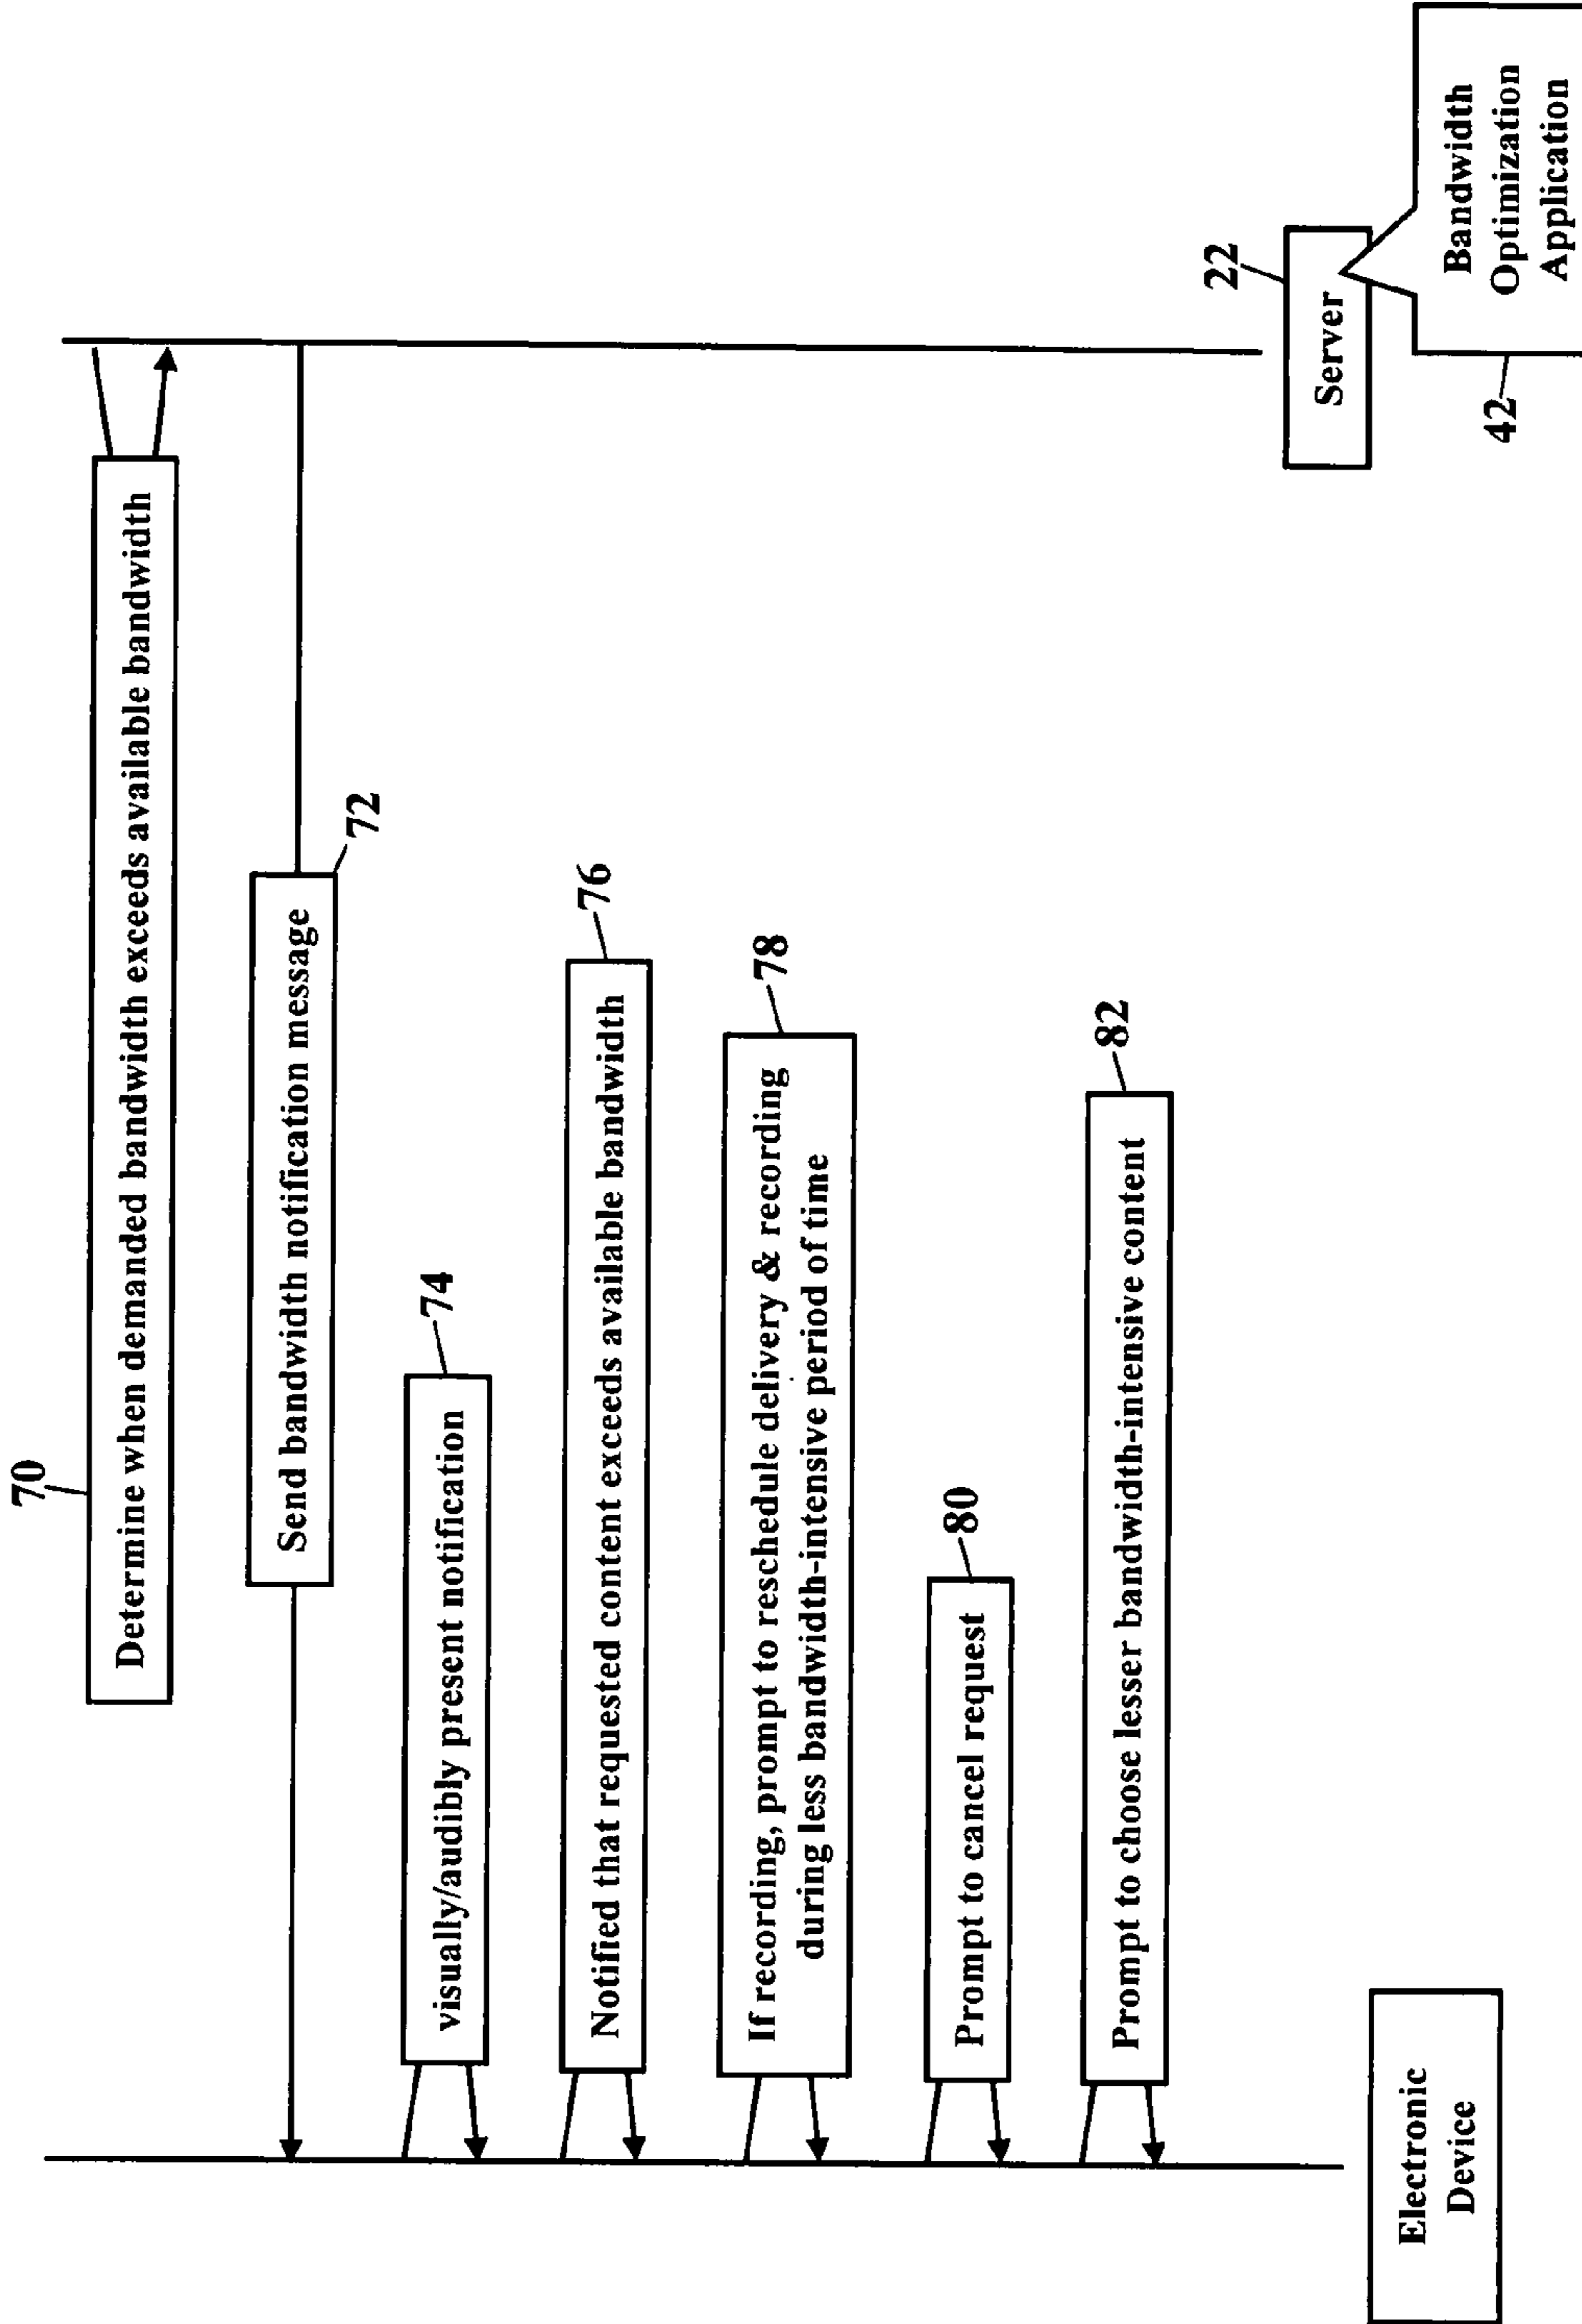 70
Determine when demanded bandwidth exceeds available bandwidth
Send bandwidth notification message
72
visually/audibly present notification
74
Notified that requested content exceeds available bandwidth
76
If recording, prompt to reschedule delivery & recording
during less bandwidth-intensive period of time
78
Prompt to cancel request
80
Prompt to choose lesser bandwidth-intensive content
82
Electronic
Device
22
Server
42
Bandwidth
Optimization
Application